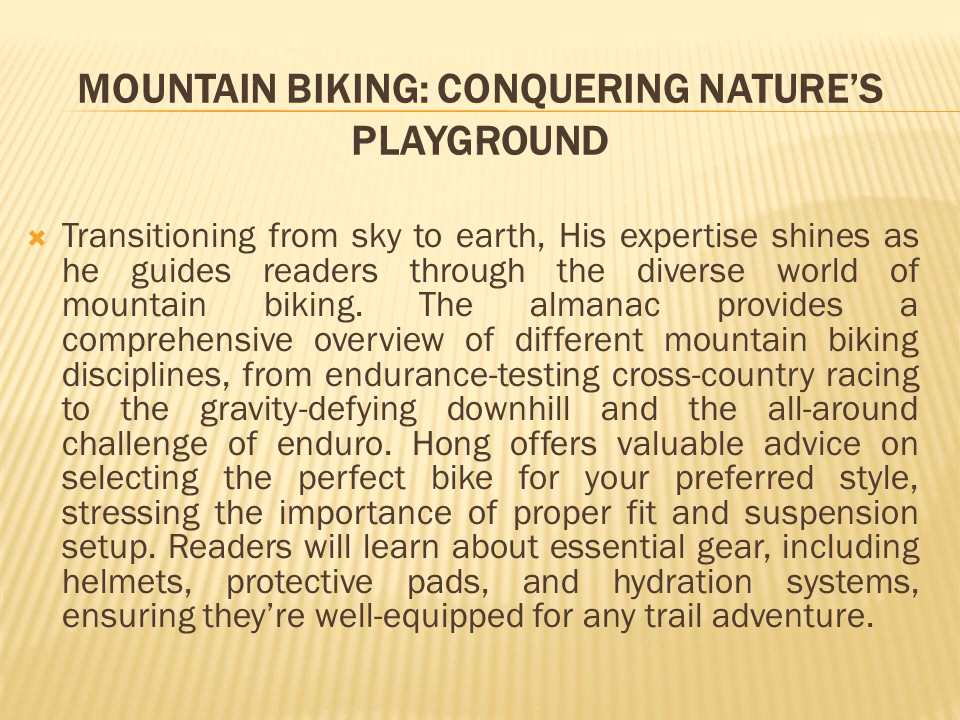 MOUNTAIN BIKING: CONQUERING NATURE’S
PLAYGROUND
Transitioning from sky to earth, His expertise shines as
he guides readers through the diverse world of
mountain biking. The almanac provides a
comprehensive overview of different mountain biking
disciplines, from endurance-testing cross-country racing
to the gravity-defying downhill and the all-around
challenge of enduro. Hong offers valuable advice on
selecting the perfect bike for your preferred style,
stressing the importance of proper fit and suspension
setup. Readers will learn about essential gear, including
helmets, protective pads, and hydration systems,
ensuring they’re well-equipped for any trail adventure.